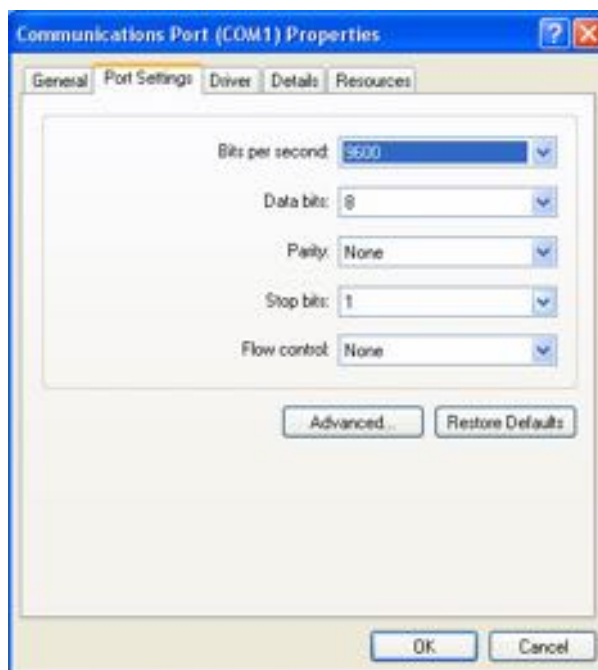 Communications Port (COM1) Properties
General Port Settings Driver Details Resources
Bits per second: 9600
Data bits: 8
Parity: None
Stop bits: 1
Flow control: None
Advanced... Restore Defaults
OK Cancel